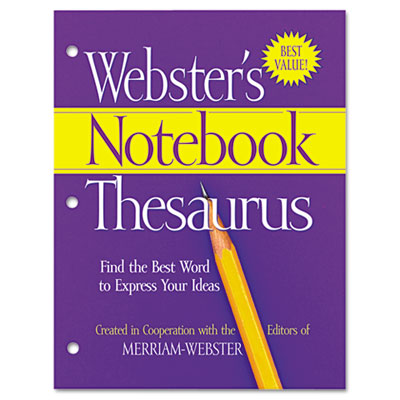 BEST
VALUE!
Webster's
Notebook
Thesaurus
Find the Best Word
to Express Your Ideas
Created in Cooperation with the Editors of
MERRIAM-WEBSTER